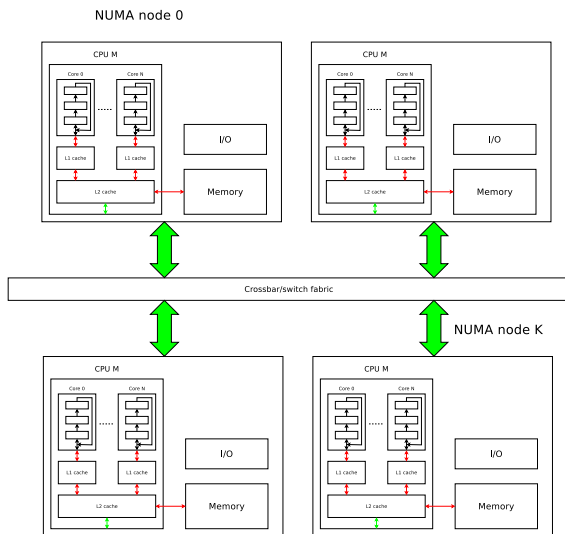 NUMA node 0
CPU M
CPU M
Core 0
Core N
Core 0
Core N
......
......
I/O
I/O
L1 cache
L1 cache
L1 cache
L1 cache
L2 cache
Memory
L2 cache
Memory
Crossbar/switch fabric
NUMA node K
CPU M
CPU M
Core 0
Core N
Core 0
Core N
......
......
I/O
I/O
L1 cache
L1 cache
L1 cache
L1 cache
L2 cache
Memory
L2 cache
Memory